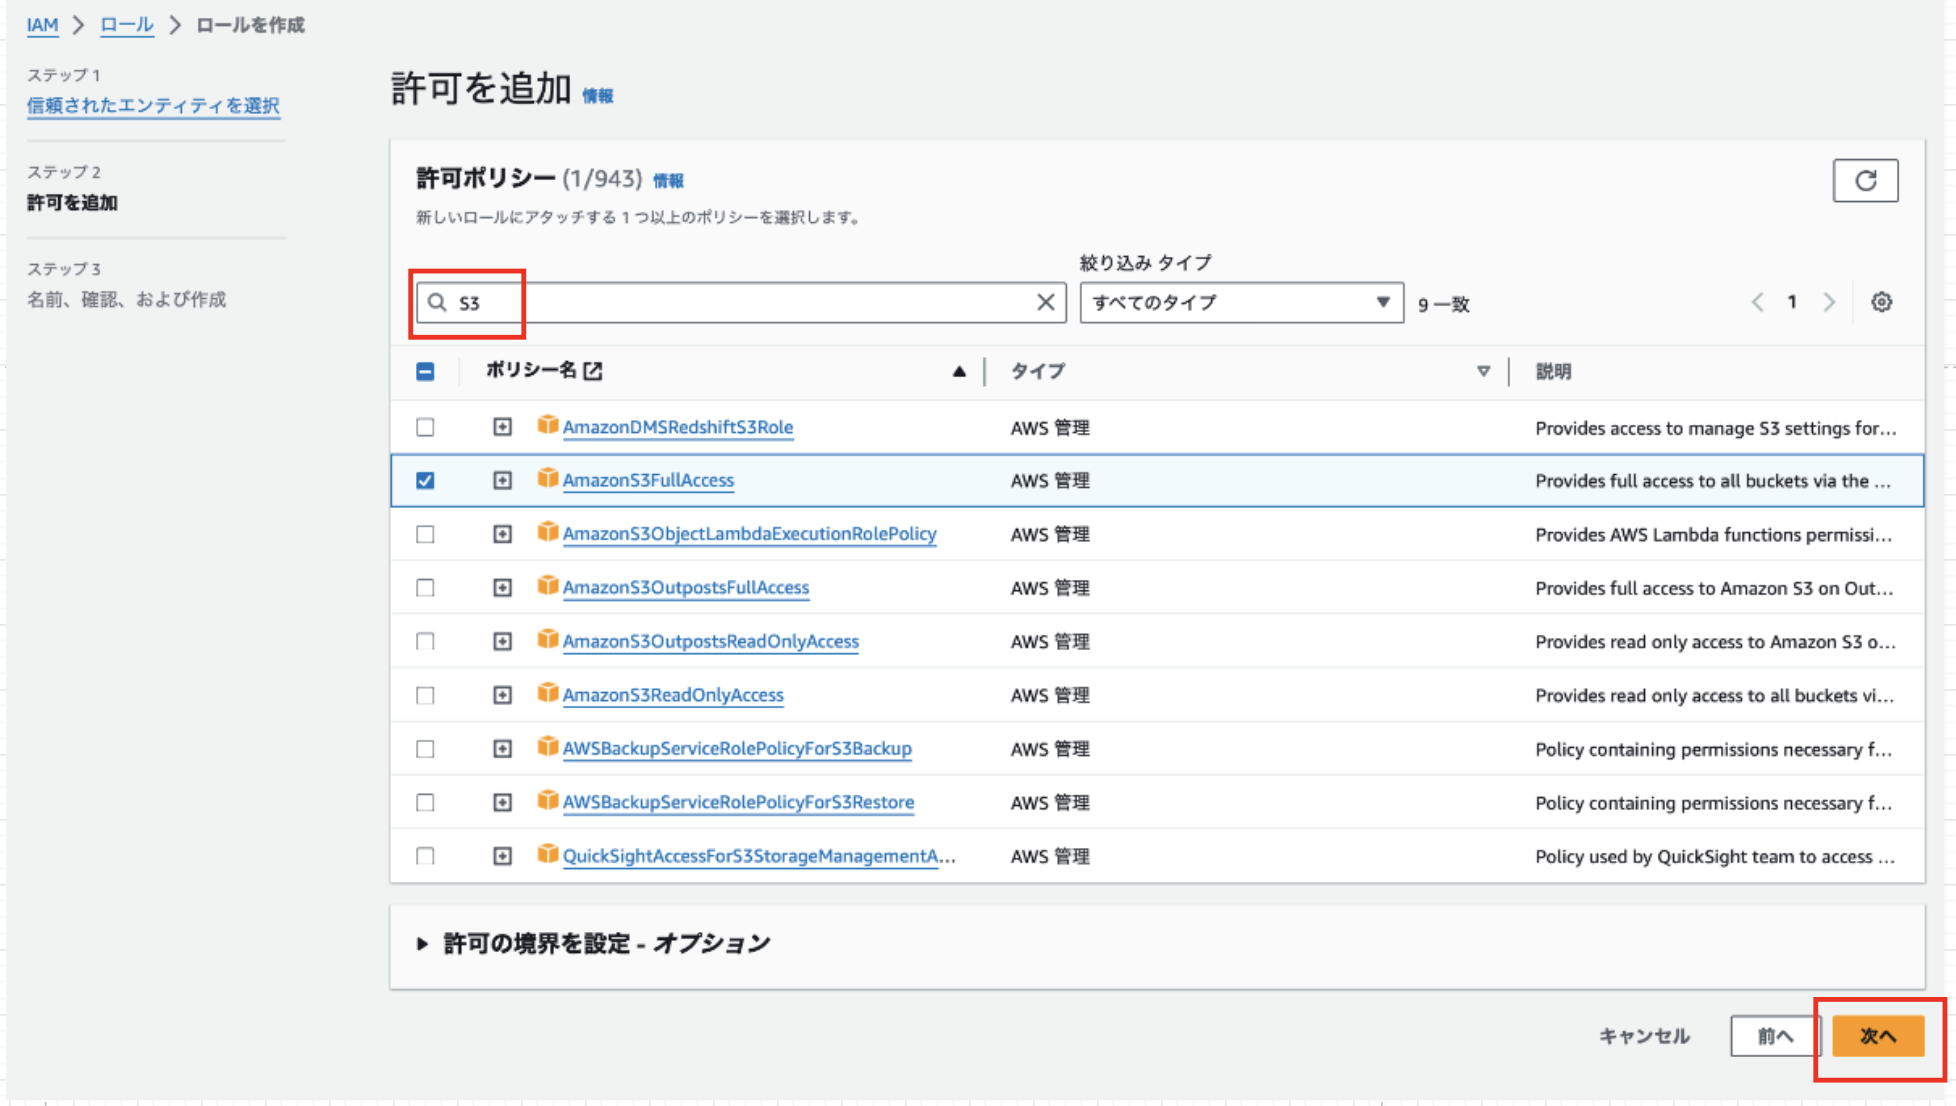 IAM > ロール > ロールを作成
ステップ 1
信頼されたエンティティを選択
ステップ 2
許可を追加
ステップ 3
名前、確認、および作成
許可を追加 情報
許可ポリシー (1/943) 情報
新しいロールにアタッチする 1 つ以上のポリシーを選択します。
絞り込み タイプ
S3 すべてのタイプ 9 一致 1
ポリシー名 タイプ 説明
AmazonDMSRedshiftS3Role AWS 管理 Provides access to manage S3 settings for...
AmazonS3FullAccess AWS 管理 Provides full access to all buckets via the ...
AmazonS3ObjectLambdaExecutionRolePolicy AWS 管理 Provides AWS Lambda functions permissi...
AmazonS3OutpostsFullAccess AWS 管理 Provides full access to Amazon S3 on Out...
AmazonS3OutpostsReadOnlyAccess AWS 管理 Provides read only access to Amazon S3 o...
AmazonS3ReadOnlyAccess AWS 管理 Provides read only access to all buckets vi...
AWSBackupServiceRolePolicyForS3Backup AWS 管理 Policy containing permissions necessary f...
AWSBackupServiceRolePolicyForS3Restore AWS 管理 Policy containing permissions necessary f...
QuickSightAccessForS3StorageManagementA... AWS 管理 Policy used by QuickSight team to access ...
許可の境界を設定 - オプション
キャンセル 前へ 次へ